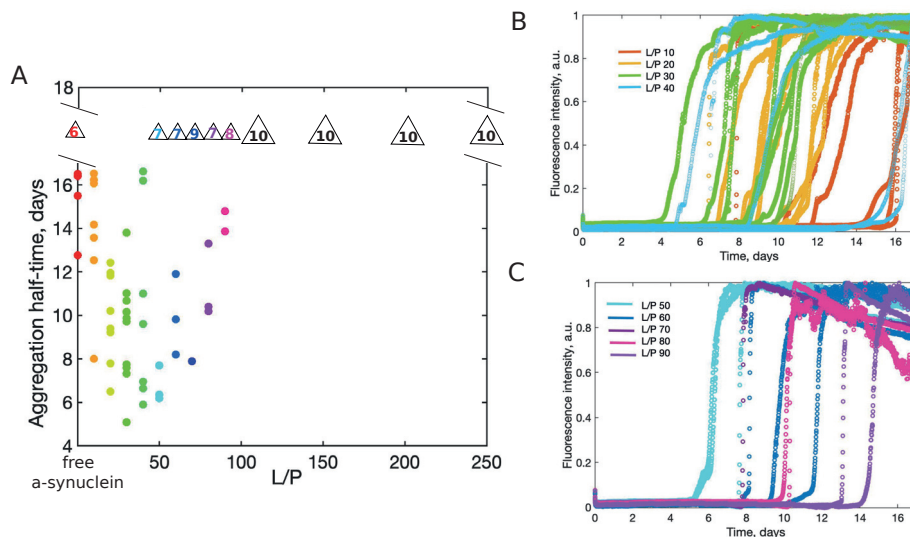 A
18
6
7
7
9
7
8
10
10
10
10
16
14
12
10
8
6
4
Aggregation half-time, days
free
a-synuclein
50
100
150
200
250
L/P
B
1
0.8
0.6
0.4
0.2
0
Fluorescence intensity, a.u.
L/P 10
L/P 20
L/P 30
L/P 40
0 2 4 6 8 10 12 14 16
Time, days
C
1
0.8
0.6
0.4
0.2
0
Fluorescence intensity, a.u.
L/P 50
L/P 60
L/P 70
L/P 80
L/P 90
0 2 4 6 8 10 12 14 16
Time, days